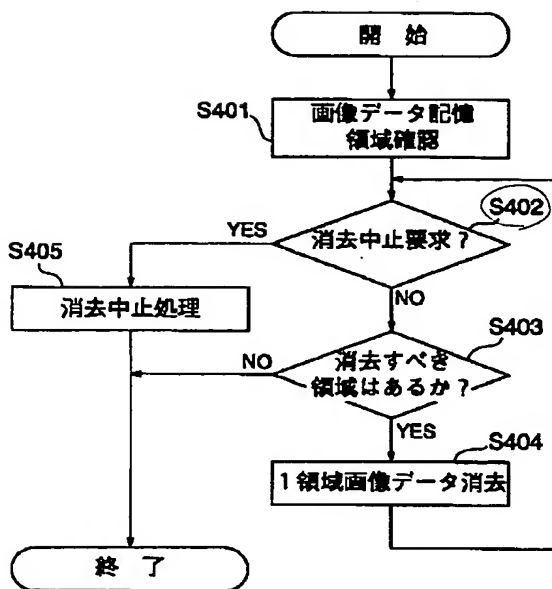 開 始
S401
画像データ記憶
領域確認
S402
消去中止要求？
YES
NO
S405
消去中止処理
S403
消去すべき
領域はあるか？
NO
YES
S404
１領域画像データ消去
終 了